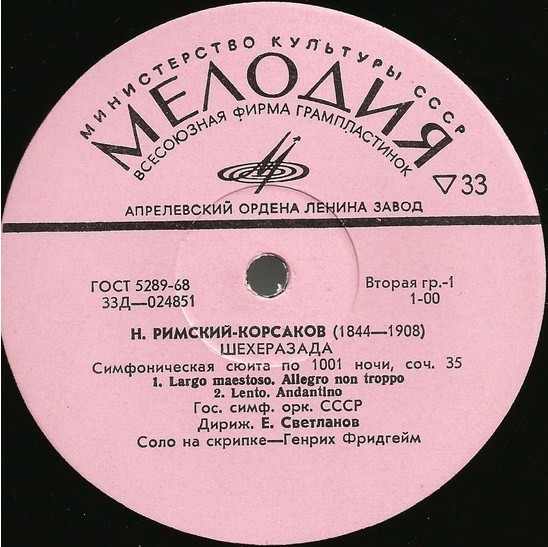 МИНИСТЕРСТВО КУЛЬТУРЫ СССР
МЕЛОДИЯ
ВСЕСОЮЗНАЯ ФИРМА ГРАМПЛАСТИНОК
▽33
АПРЕЛЕВСКИЙ ОРДЕНА ЛЕНИНА ЗАВОД
ГОСТ 5289-68
33Д—024851
Вторая гр.-1
1-00
Н. РИМСКИЙ-КОРСАКОВ (1844—1908)
ШЕХЕРАЗАДА
Симфоническая сюита по 1001 ночи, соч. 35
1. Largo maestoso. Allegro non troppo
2. Lento. Andantino
Гос. симф. орк. СССР
Дириж. Е. Светланов
Соло на скрипке—Генрих Фридгейм